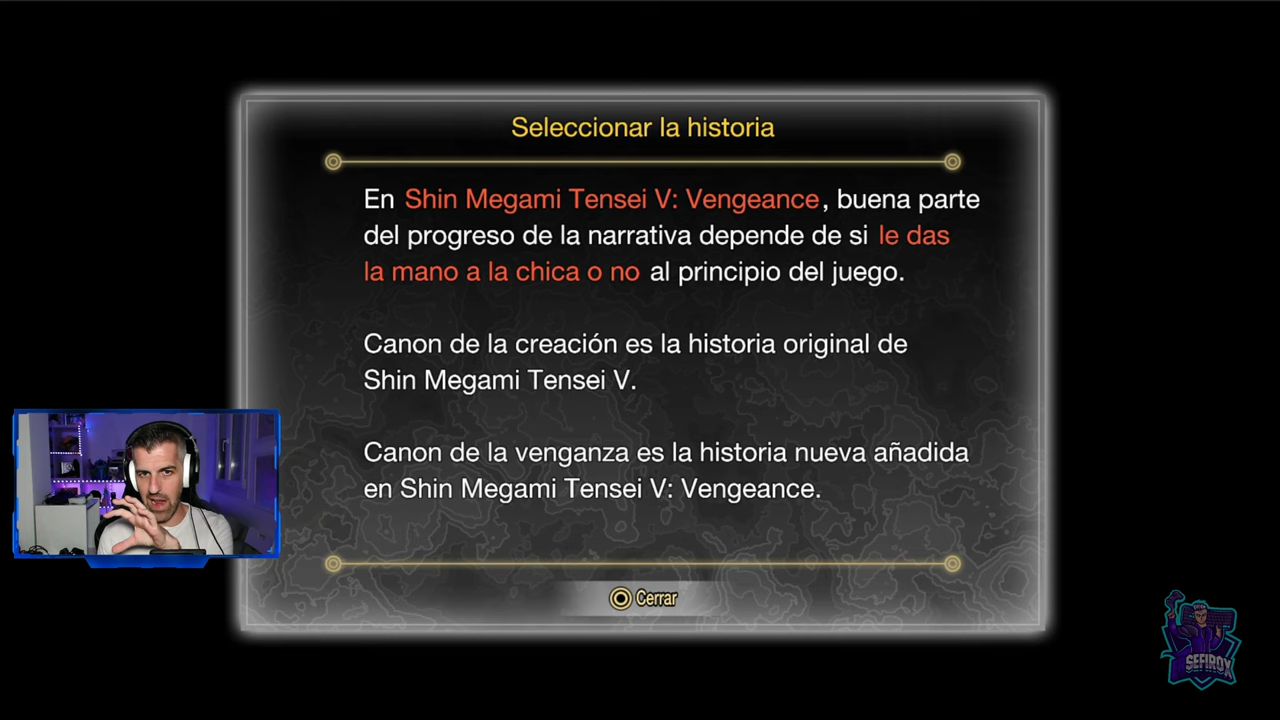 Seleccionar la historia
En Shin Megami Tensei V: Vengeance, buena parte
del progreso de la narrativa depende de si le das
la mano a la chica o no al principio del juego.
Canon de la creación es la historia original de
Shin Megami Tensei V.
Canon de la venganza es la historia nueva añadida
en Shin Megami Tensei V: Vengeance.
Cerrar
SEFIROX